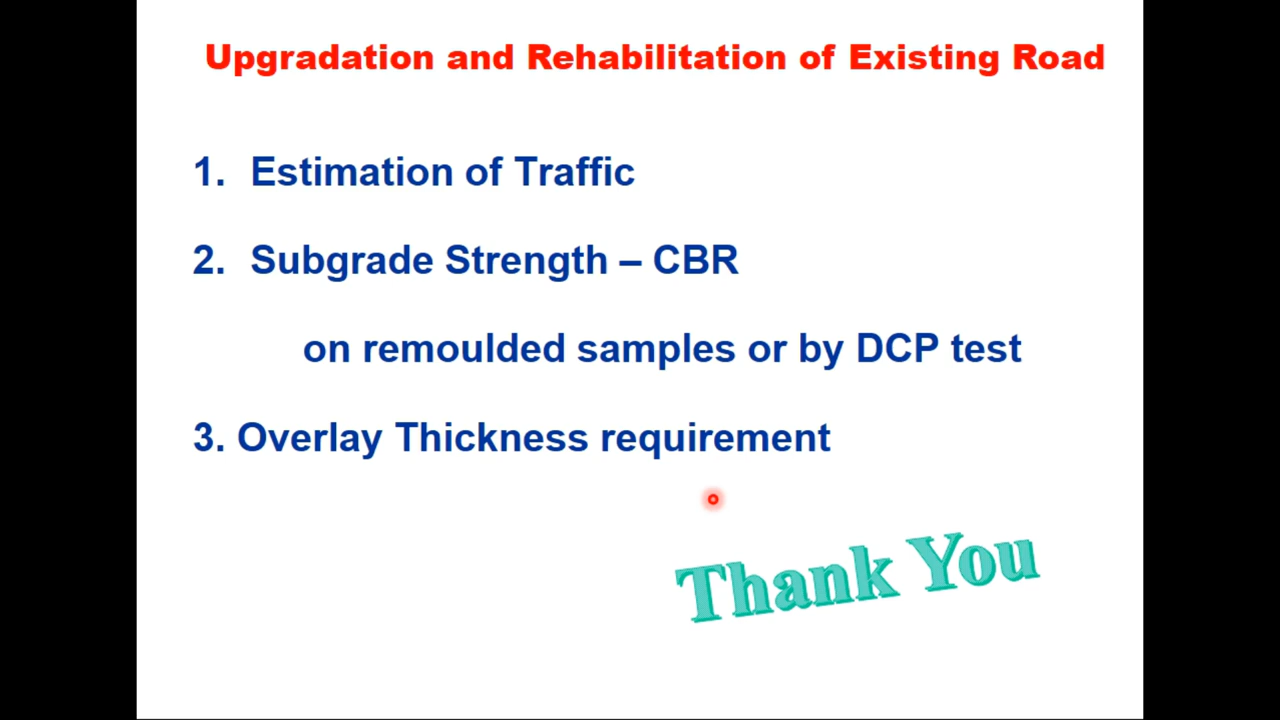 Upgradation and Rehabilitation of Existing Road
1. Estimation of Traffic
2. Subgrade Strength – CBR
on remoulded samples or by DCP test
3. Overlay Thickness requirement
Thank You